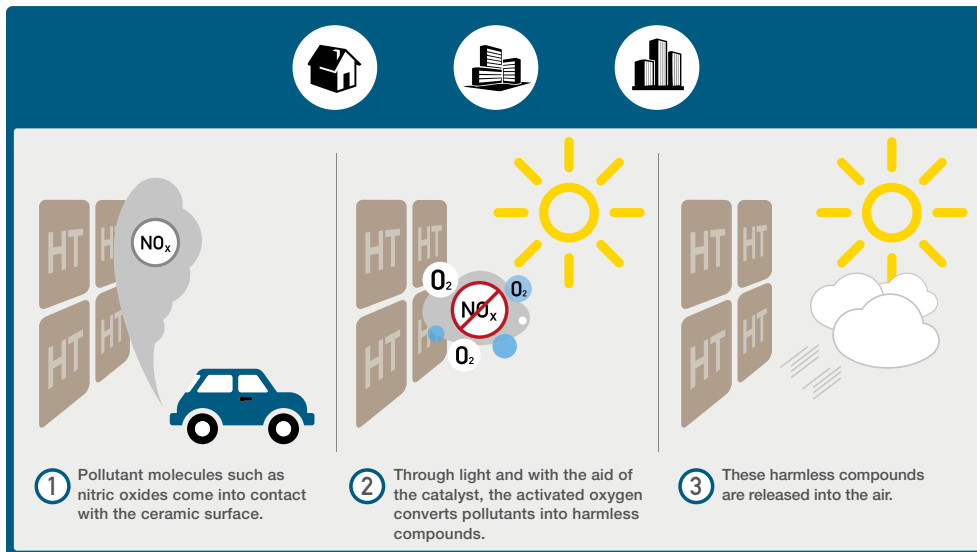 HT
HT
HT
HT
NOx
1
Pollutant molecules such as
nitric oxides come into contact
with the ceramic surface.
HT
HT
HT
HT
O2
O2
NOx
O2
2
Through light and with the aid of
the catalyst, the activated oxygen
converts pollutants into harmless
compounds.
HT
HT
HT
HT
3
These harmless compounds
are released into the air.